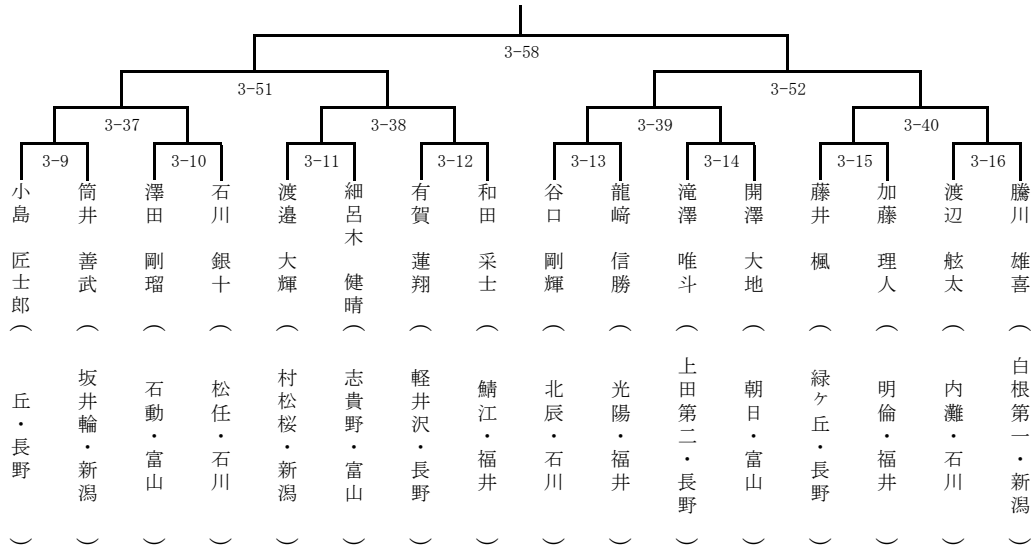 3-58
3-51
3-52
3-37
3-38
3-39
3-40
3-9
3-10
3-11
3-12
3-13
3-14
3-15
3-16
小島 匠士郎（丘・長野）
筒井 善武（坂井輪・新潟）
澤田 剛瑠（石動・富山）
石川 銀十（松任・石川）
渡邉 大輝（村松桜・新潟）
細呂木 健晴（志貴野・富山）
有賀 蓮翔（軽井沢・長野）
和田 采士（鯖江・福井）
谷口 剛輝（北辰・石川）
龍﨑 信勝（光陽・福井）
滝澤 唯斗（上田第二・長野）
開澤 大地（朝日・富山）
藤井 楓（緑ケ丘・長野）
加藤 理人（明倫・福井）
渡辺 舷太（内灘・石川）
騰川 雄喜（白根第一・新潟）